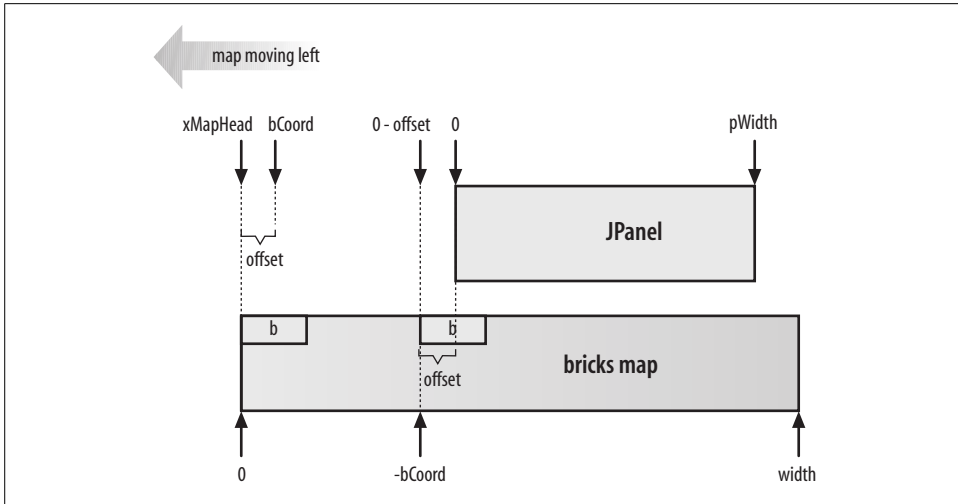 map moving left
xMapHead bCoord 0 - offset 0 pWidth
JPanel
offset
b b
offset
bricks map
0 -bCoord width